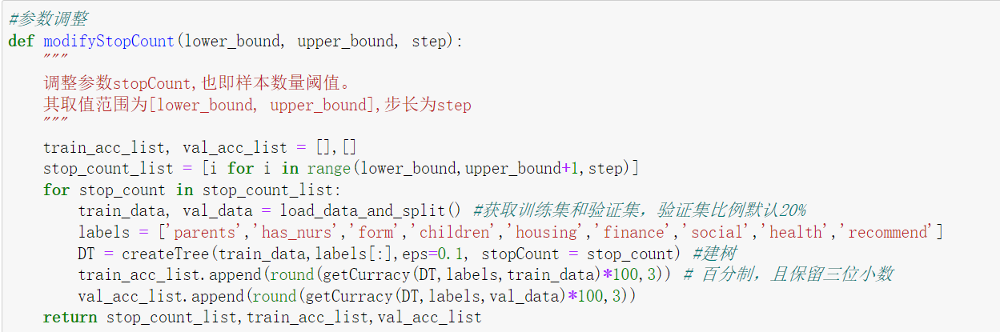 #参数调整
def modifyStopCount(lower_bound, upper_bound, step):
    """
    调整参数stopCount,也即样本数量阈值。
    其取值范围为[lower_bound, upper_bound],步长为step
    """
    train_acc_list, val_acc_list = [],[]
    stop_count_list = [i for i in range(lower_bound,upper_bound+1,step)]
    for stop_count in stop_count_list:
        train_data, val_data = load_data_and_split() #获取训练集和验证集，验证集比例默认20%
        labels = ['parents','has_nurs','form','children','housing','finance','social','health','recommend']
        DT = createTree(train_data,labels[:],eps=0.1, stopCount = stop_count) #建树
        train_acc_list.append(round(getCurracy(DT,labels,train_data)*100,3)) # 百分制，且保留三位小数
        val_acc_list.append(round(getCurracy(DT,labels,val_data)*100,3))
    return stop_count_list,train_acc_list,val_acc_list